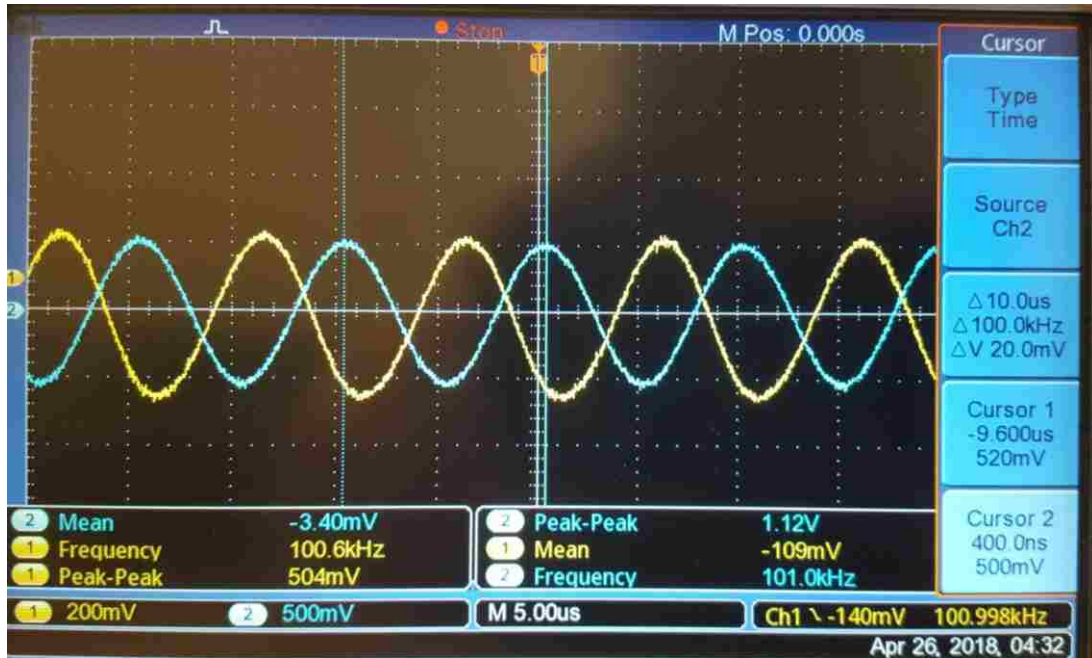 Stop
M Pos: 0.000s
Cursor
Type
Time
Source
Ch2
△10.0us
△100.0kHz
△V 20.0mV
Cursor 1
-9.600us
520mV
Cursor 2
400.0ns
500mV
T
1
2
2 Mean -3.40mV
1 Frequency 100.6kHz
1 Peak-Peak 504mV
2 Peak-Peak 1.12V
1 Mean -109mV
2 Frequency 101.0kHz
1 200mV 2 500mV M 5.00us Ch1 \ -140mV 100.998kHz
Apr 26, 2018, 04:32